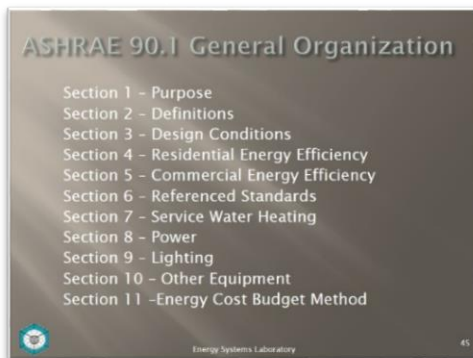 ASHRAE 90.1 General Organization
Section 1 – Purpose
Section 2 – Definitions
Section 3 – Design Conditions
Section 4 – Residential Energy Efficiency
Section 5 – Commercial Energy Efficiency
Section 6 – Referenced Standards
Section 7 – Service Water Heating
Section 8 – Power
Section 9 – Lighting
Section 10 – Other Equipment
Section 11 –Energy Cost Budget Method
Energy Systems Laboratory
45